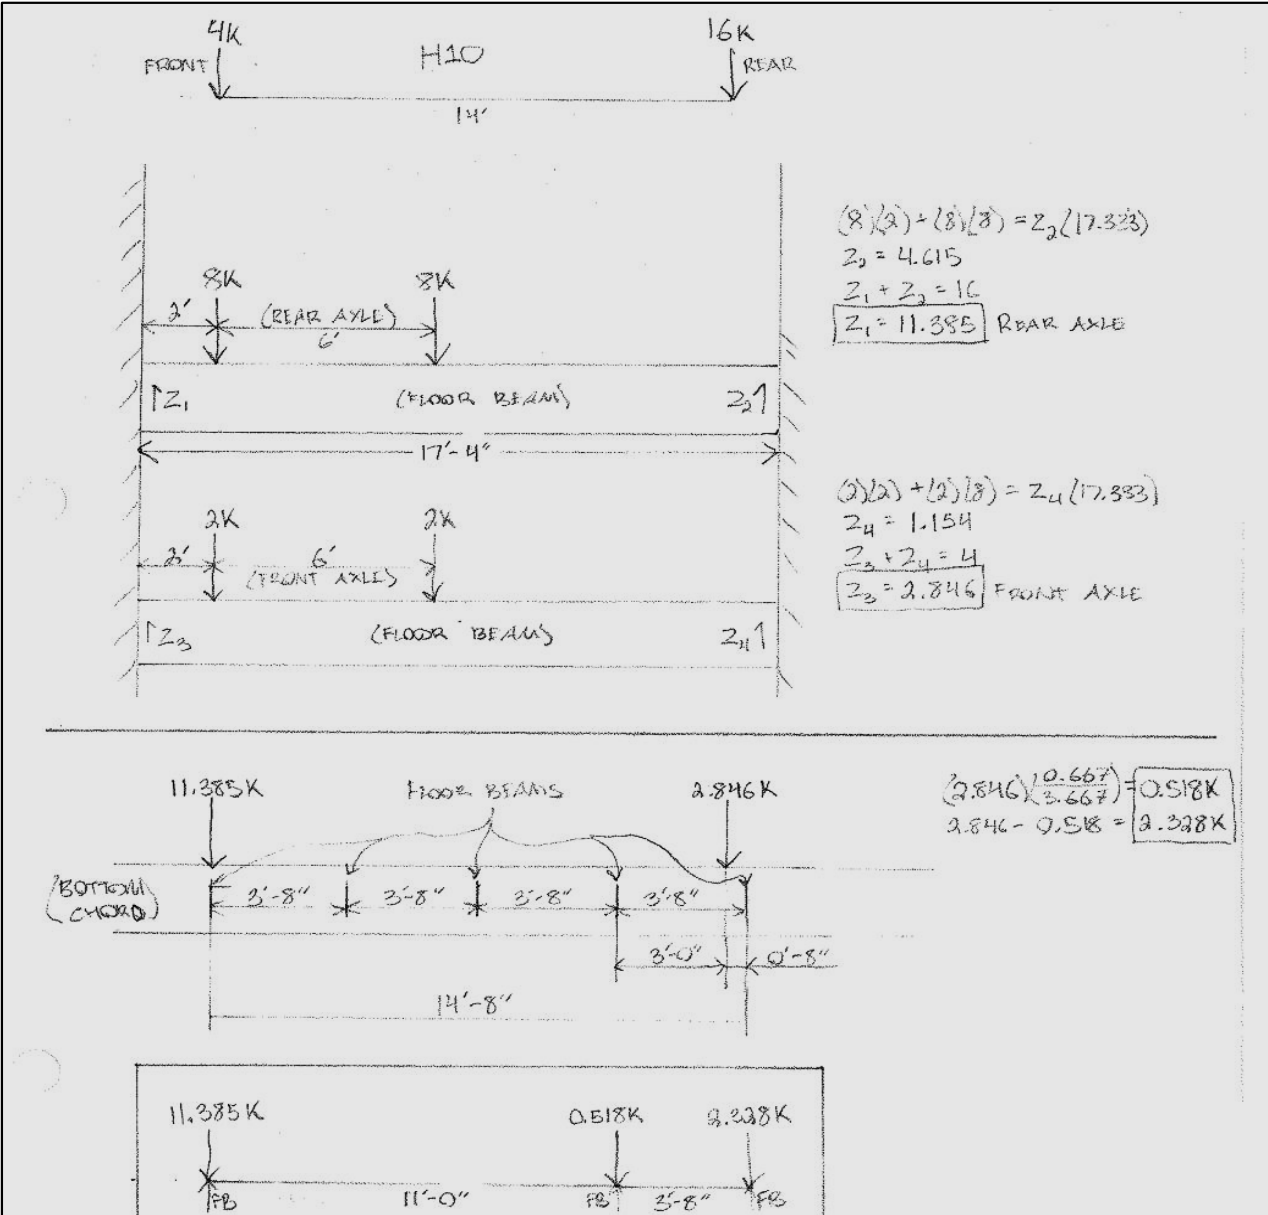 4K
16K
FRONT
H10
REAR
14'
8K
8K
2'
(REAR AXLE)
6'
Z₁
(FLOOR BEAM)
Z₂
17'-4"
(8)(2)+(8)(8)=Z₂(17.333)
Z₂=4.615
Z₁+Z₂=16
Z₁=11.385 REAR AXLE
2K
2K
2'
6'
(FRONT AXLE)
Z₃
(FLOOR BEAM)
Z₄
(2)(2)+(2)(8)=Z₄(17.333)
Z₄=1.154
Z₃+Z₄=4
Z₃=2.846 FRONT AXLE
11.385K
FLOOR BEAMS
2.846K
(2.846)(0.667/3.667)=0.518K
2.846-0.518=2.328K
(BOTTOM
CHORD)
3'-8"
3'-8"
3'-8"
3'-8"
3'-0"
0'-8"
14'-8"
11.385K
0.518K
2.328K
FB
11'-0"
FB
3'-8"
FB